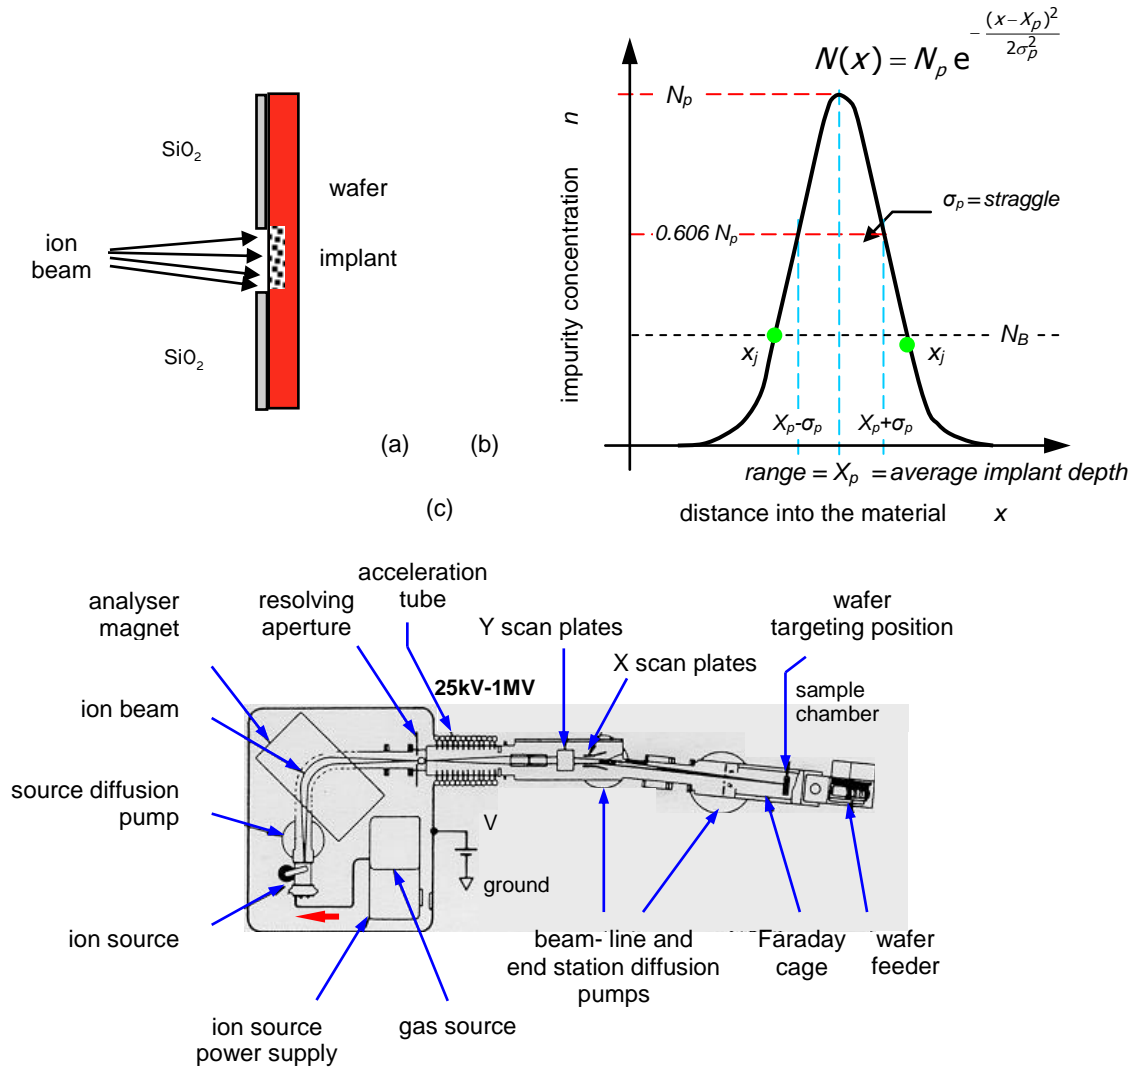 SiO2
wafer
ion
beam
implant
SiO2
(a)
(b)
(c)
N(x) = Np e^-(x-Xp)²/2σp²
Np
impurity concentration n
σp = straggle
0.606 Np
NB
xj
xj
Xp-σp
Xp+σp
range = Xp = average implant depth
distance into the material x
analyser
magnet
resolving
aperture
acceleration
tube
Y scan plates
X scan plates
wafer
targeting position
25kV-1MV
sample
chamber
ion beam
source diffusion
pump
V
ground
ion source
ion source
power supply
gas source
beam- line and
end station diffusion
pumps
Faraday
cage
wafer
feeder